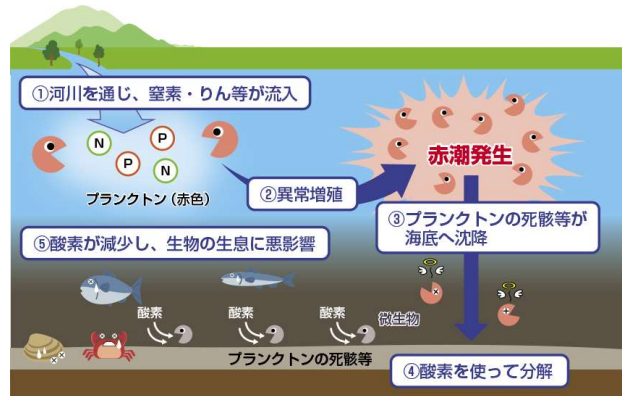 ①河川を通じ、窒素・りん等が流入
N
P
P
N
プランクトン(赤色)
②異常増殖
赤潮発生
③プランクトンの死骸等が
海底へ沈降
⑤酸素が減少し、生物の生息に悪影響
酸素
酸素
酸素
微生物
プランクトンの死骸等
④酸素を使って分解